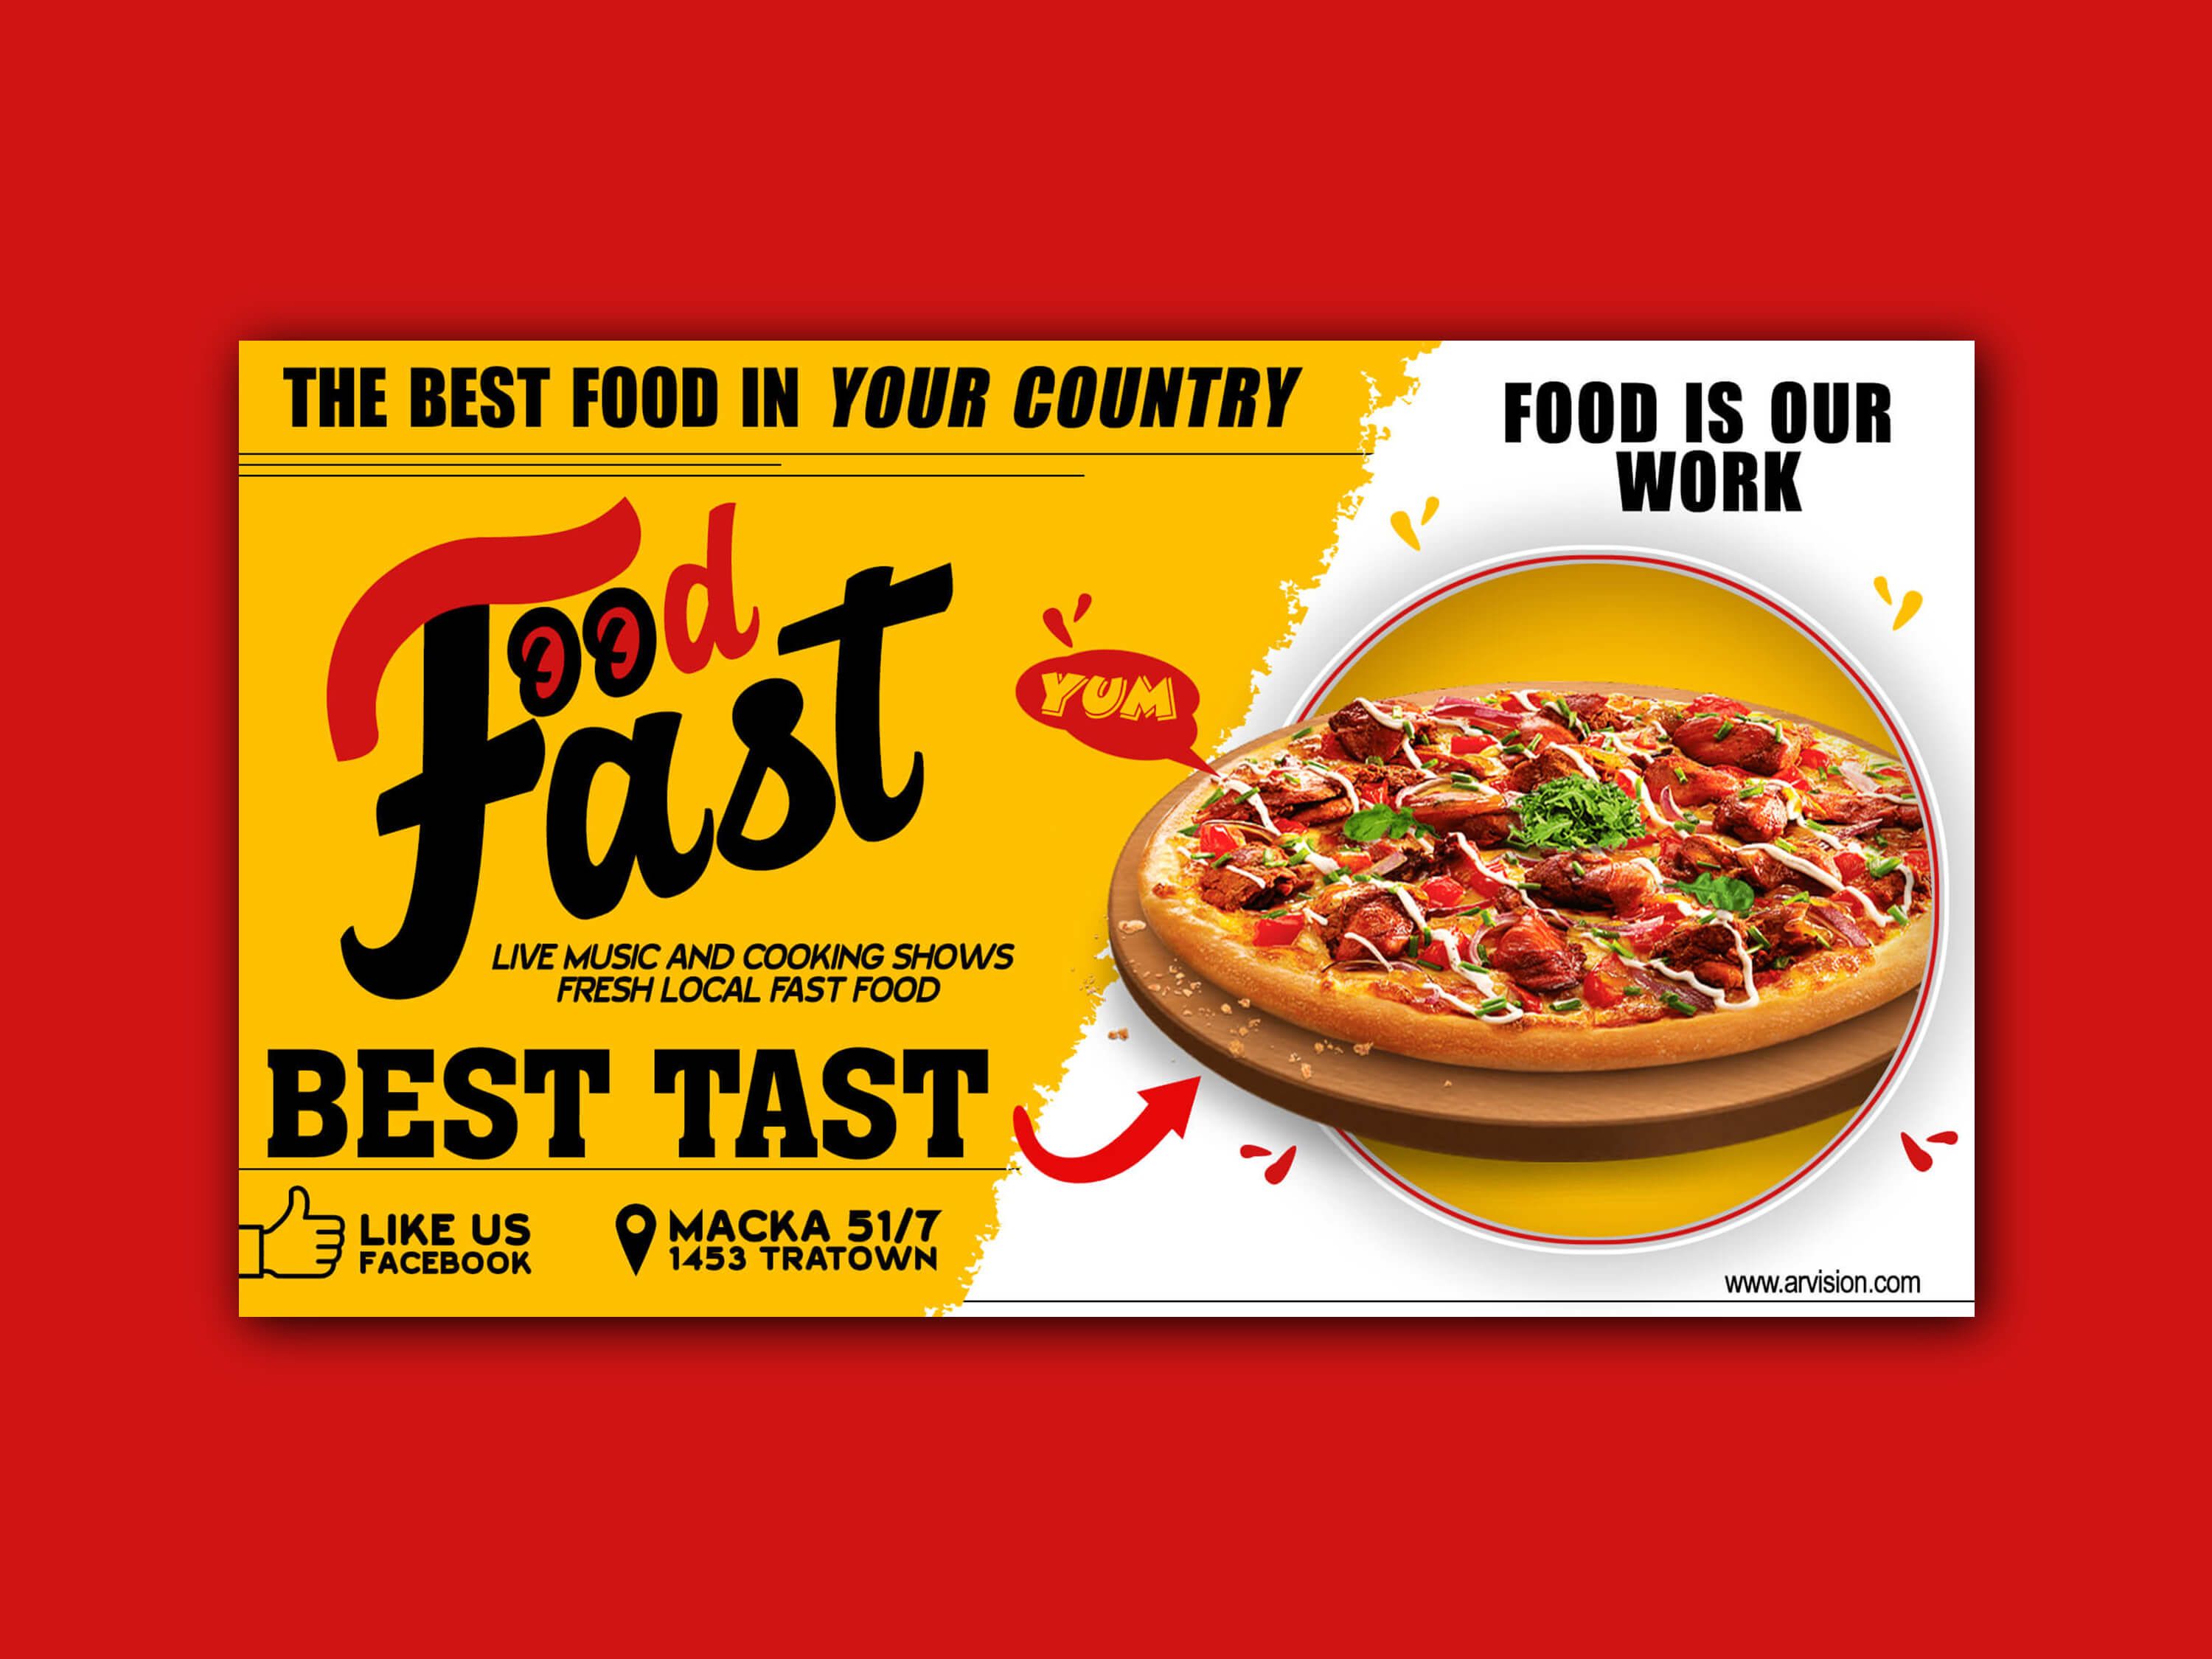 THE BEST FOOD IN YOUR COUNTRY
FOOD IS OUR
WORK
Food
Fast
YUM
LIVE MUSIC AND COOKING SHOWS
FRESH LOCAL FAST FOOD
BEST TAST
LIKE US
FACEBOOK
MACKA 51/7
1453 TRATOWN
www.arvision.com